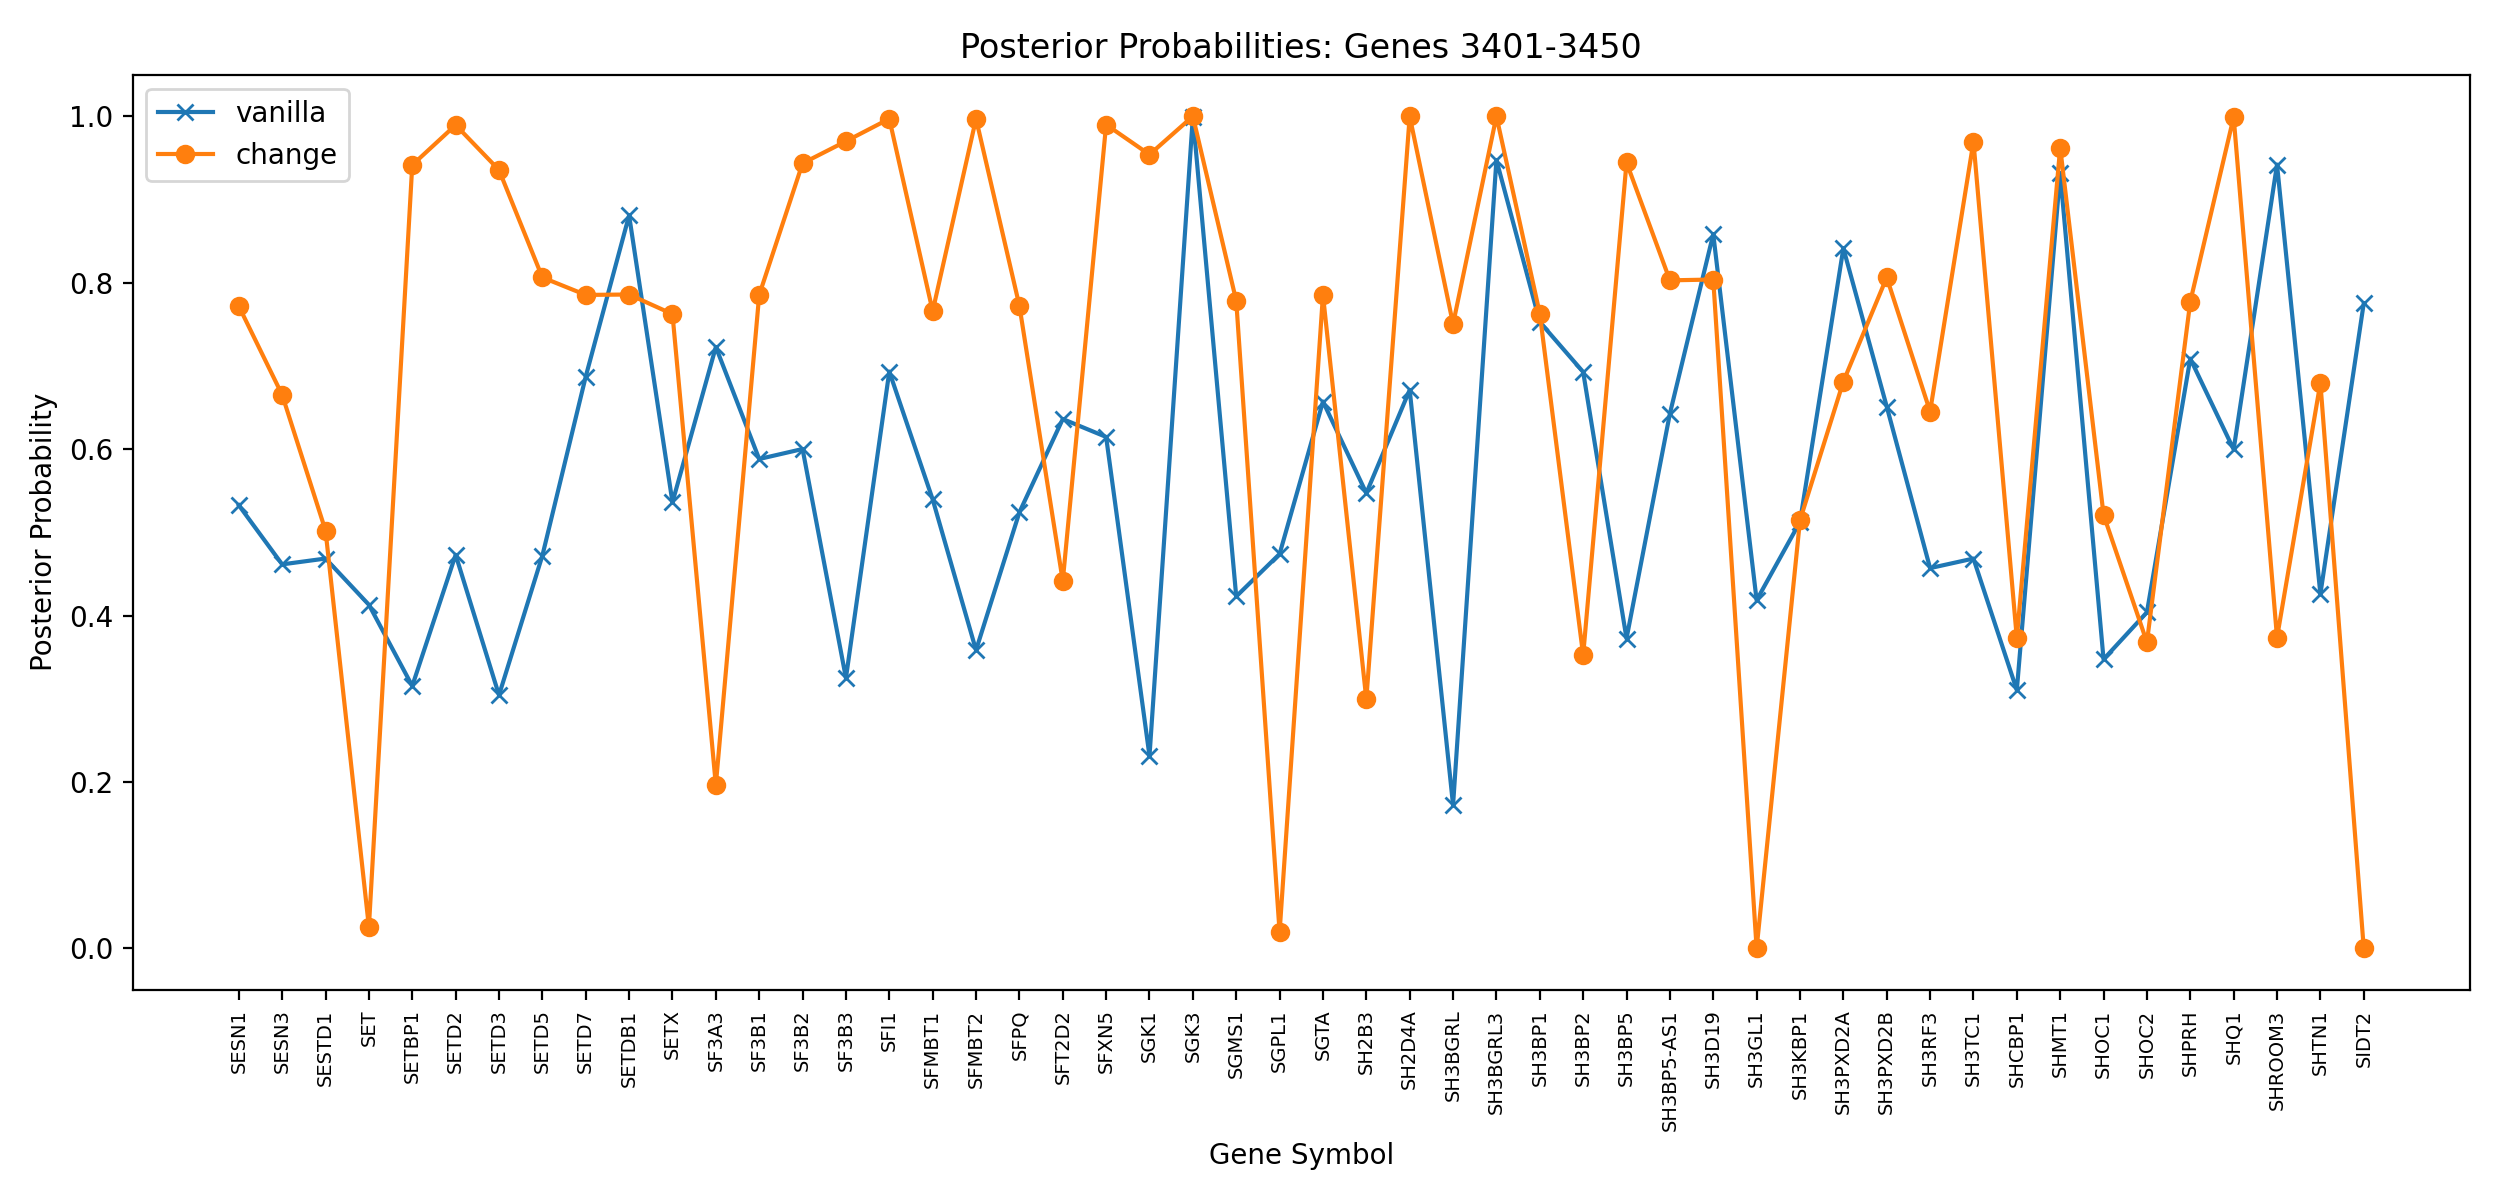 Posterior Probabilities: Genes 3401-3450
vanilla
change
Posterior Probability
1.0
0.8
0.6
0.4
0.2
0.0
SESN1
SESN3
SESTD1
SET
SETBP1
SETD2
SETD3
SETD5
SETD7
SETDB1
SETX
SF3A3
SF3B1
SF3B2
SF3B3
SFI1
SFMBT1
SFMBT2
SFPQ
SFT2D2
SFXN5
SGK1
SGK3
SGMS1
SGPL1
SGTA
SH2B3
SH2D4A
SH3BGRL
SH3BGRL3
SH3BP1
SH3BP2
SH3BP5
SH3BP5-AS1
SH3D19
SH3GL1
SH3KBP1
SH3PXD2A
SH3PXD2B
SH3RF3
SH3TC1
SHCBP1
SHMT1
SHOC1
SHOC2
SHPRH
SHQ1
SHROOM3
SHTN1
SIDT2
Gene Symbol